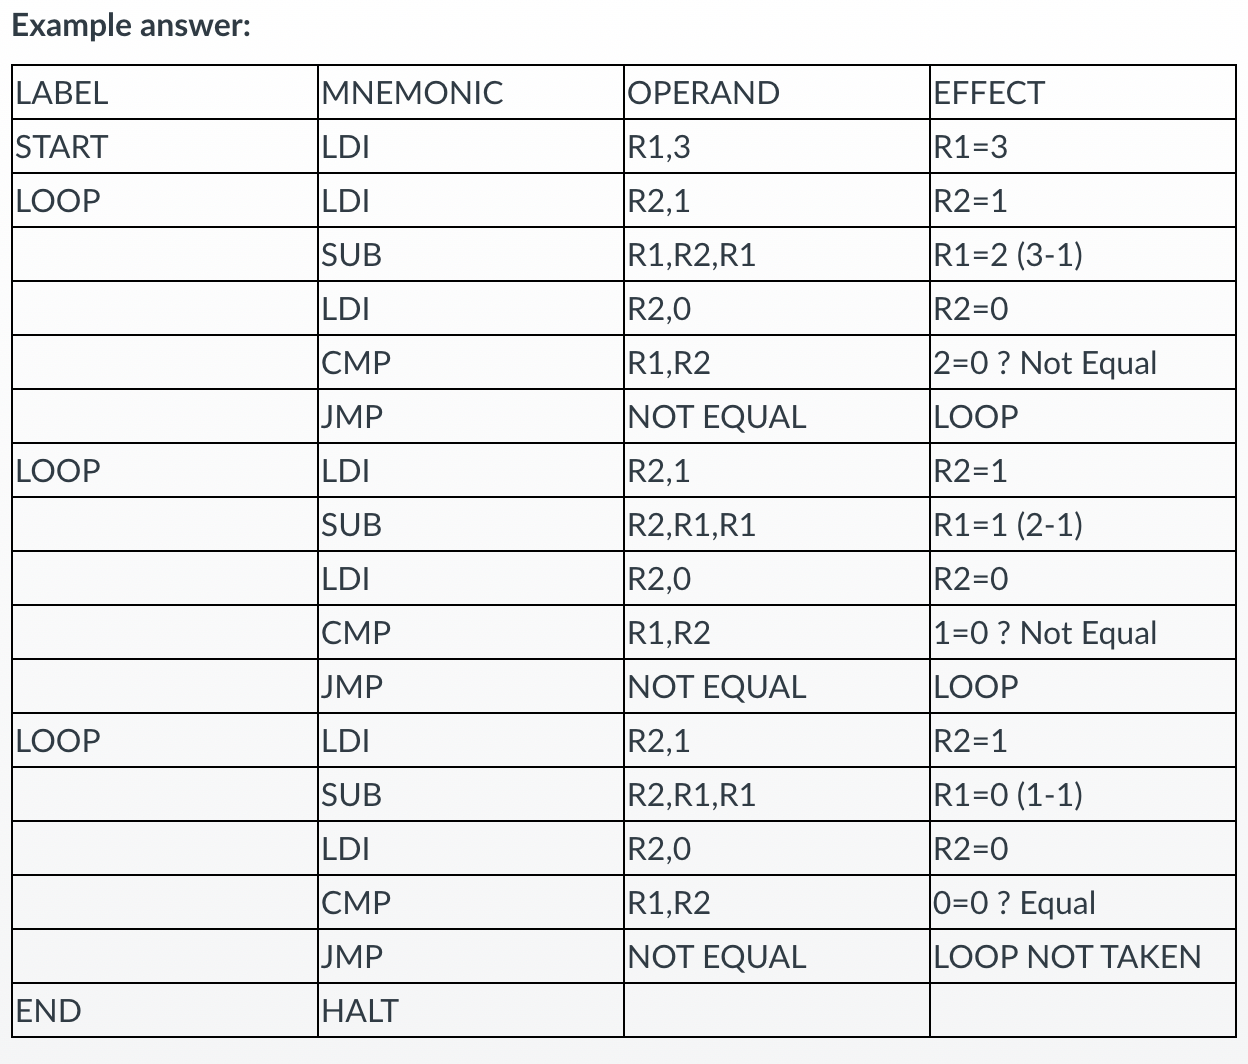 Example answer:
LABEL MNEMONIC OPERAND EFFECT
START LDI R1,3 R1=3
LOOP LDI R2,1 R2=1
SUB R1,R2,R1 R1=2 (3-1)
LDI R2,0 R2=0
CMP R1,R2 2=0 ? Not Equal
JMP NOT EQUAL LOOP
LOOP LDI R2,1 R2=1
SUB R2,R1,R1 R1=1 (2-1)
LDI R2,0 R2=0
CMP R1,R2 1=0 ? Not Equal
JMP NOT EQUAL LOOP
LOOP LDI R2,1 R2=1
SUB R2,R1,R1 R1=0 (1-1)
LDI R2,0 R2=0
CMP R1,R2 0=0 ? Equal
JMP NOT EQUAL LOOP NOT TAKEN
END HALT